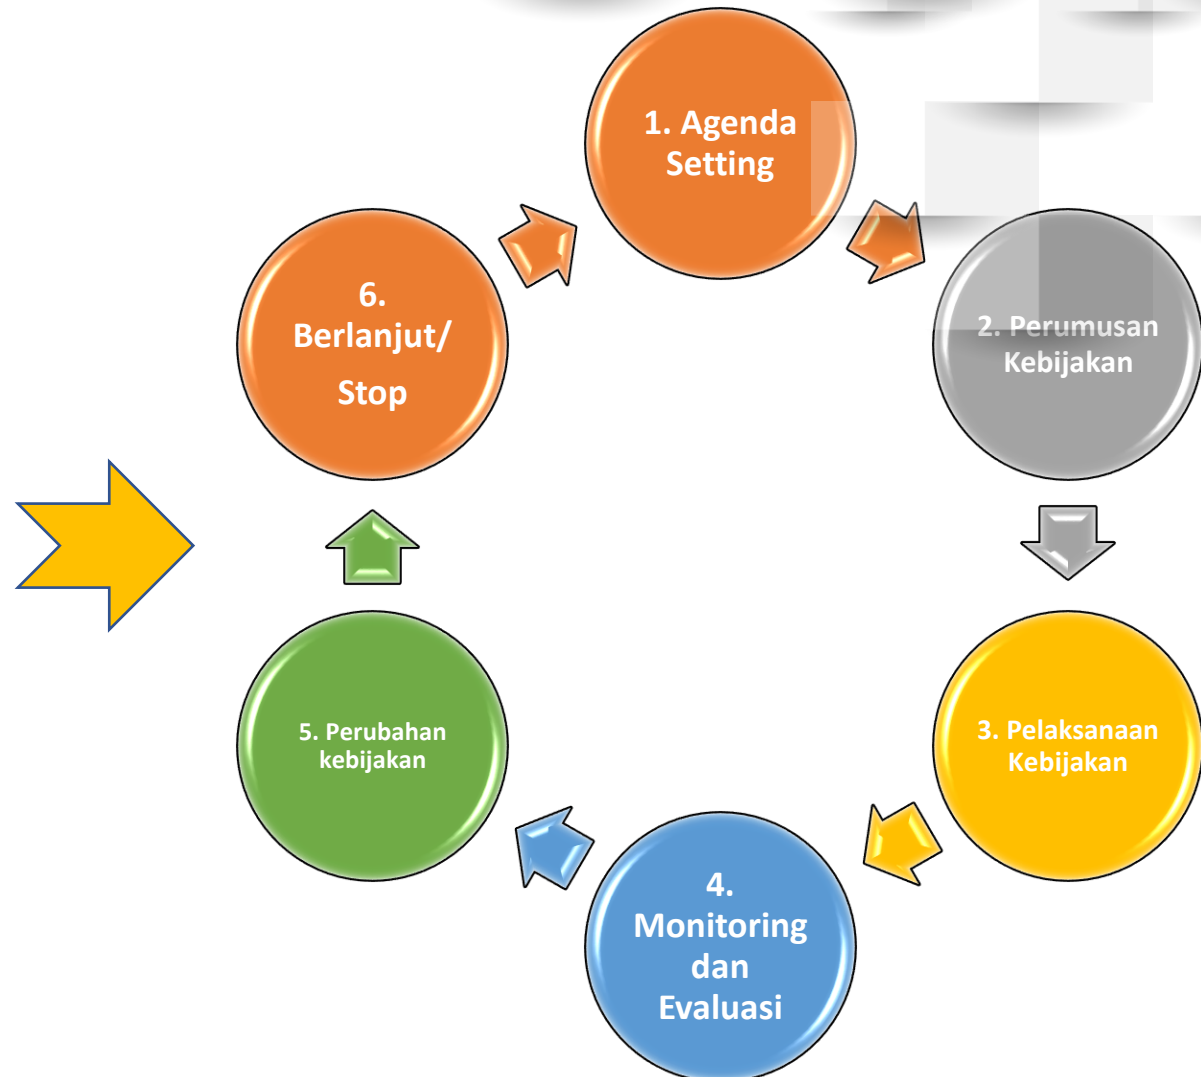 1. Agenda
Setting
2. Perumusan
Kebijakan
3. Pelaksanaan
Kebijakan
4.
Monitoring
dan
Evaluasi
5. Perubahan
kebijakan
6.
Berlanjut/
Stop